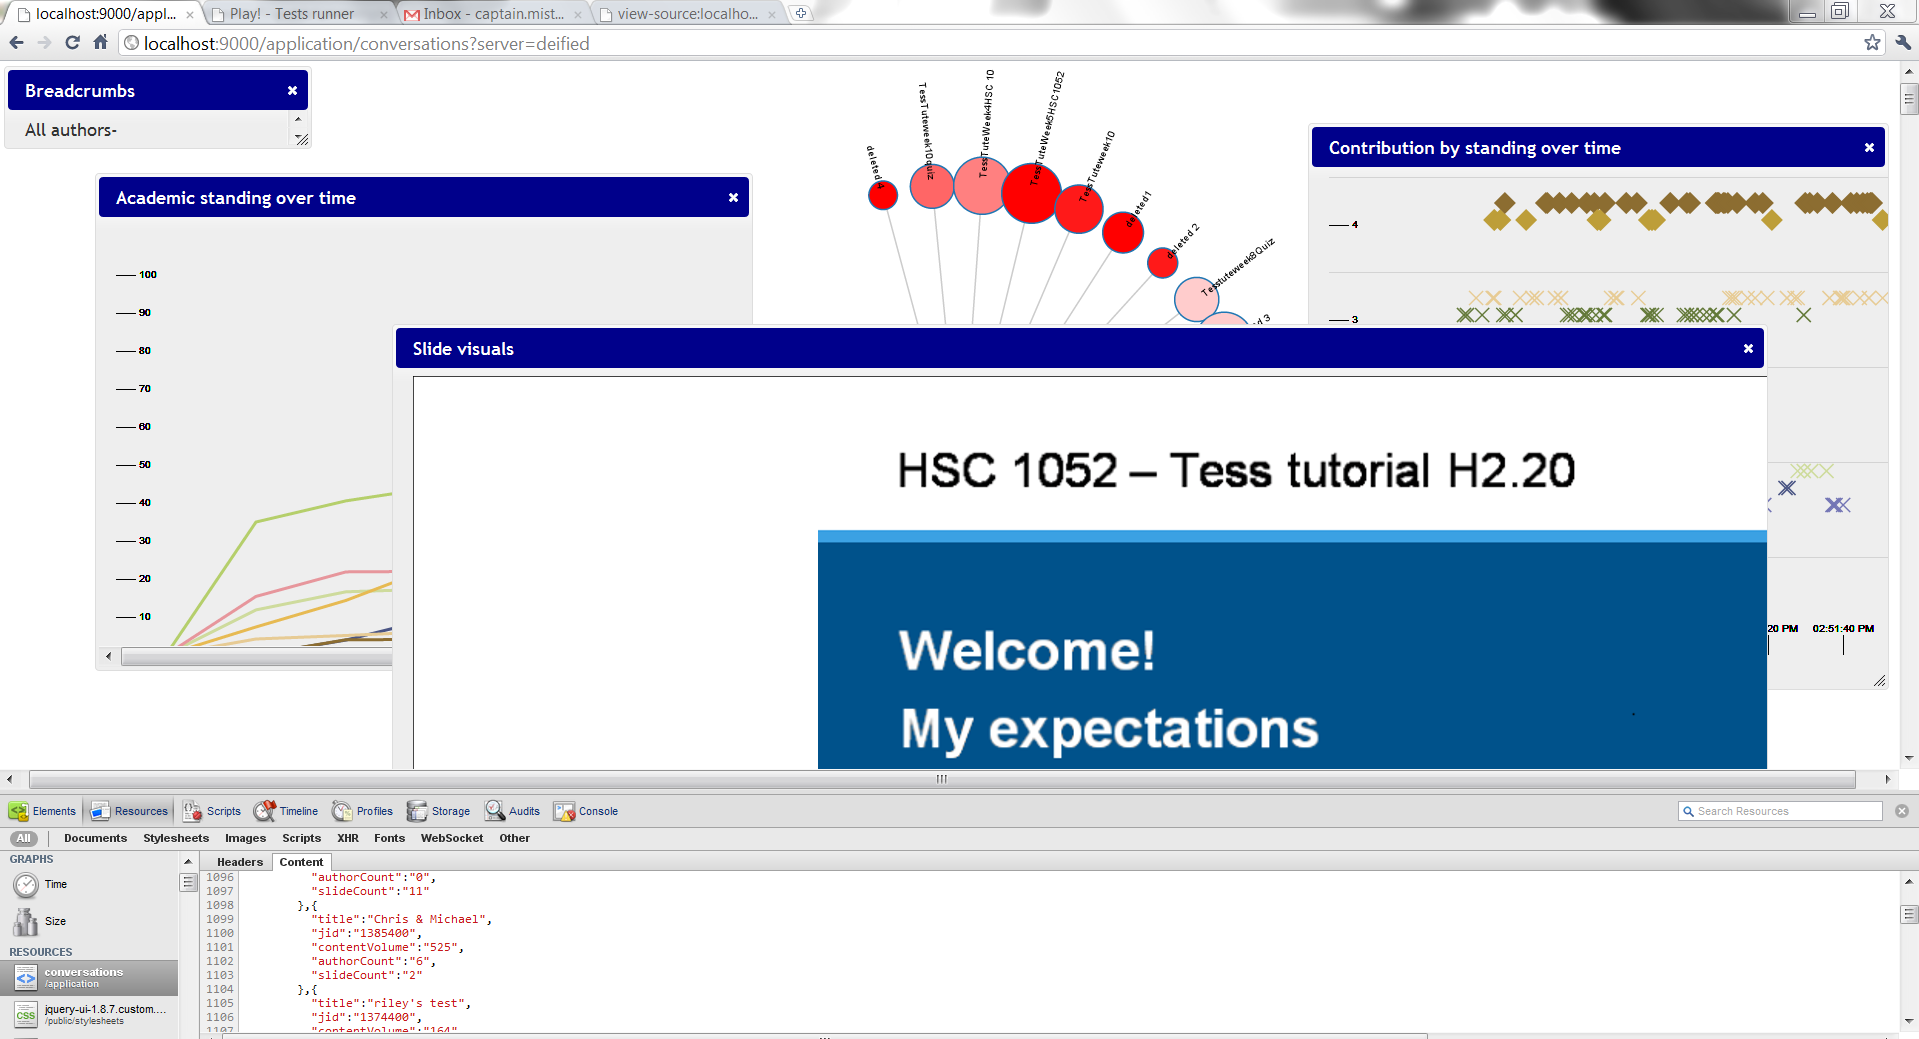 localhost:9000/appl...
Play! - Tests runner
Inbox - captain.mist...
view-source:localho...
localhost:9000/application/conversations?server=deified
Breadcrumbs
All authors-
Academic standing over time
100
90
80
70
60
50
40
30
20
10
deleted 4
TessTuteweek10quiz
TessTuteWeek4HSC 10
TessTuteWeek5HSC1052
TessTuteweek10
deleted1
deleted 2
Tesstuteweek8Quiz
d 3
Contribution by standing over time
4
3
20 PM
02:51:40 PM
Slide visuals
HSC 1052 – Tess tutorial H2.20
Welcome!
My expectations
Elements
Resources
Scripts
Timeline
Profiles
Storage
Audits
Console
Search Resources
All
Documents
Stylesheets
Images
Scripts
XHR
Fonts
WebSocket
Other
GRAPHS
Time
Size
RESOURCES
conversations
/application
jquery-ui-1.8.7.custom....
/public/stylesheets
Headers
Content
1096 "authorCount":"0",
1097 "slideCount":"11"
1098 },{
1099 "title":"Chris & Michael",
1100 "jid":"1385400",
1101 "contentVolume":"525",
1102 "authorCount":"6",
1103 "slideCount":"2"
1104 },{
1105 "title":"riley's test",
1106 "jid":"1374400",
1107 "contentVolume":"164"